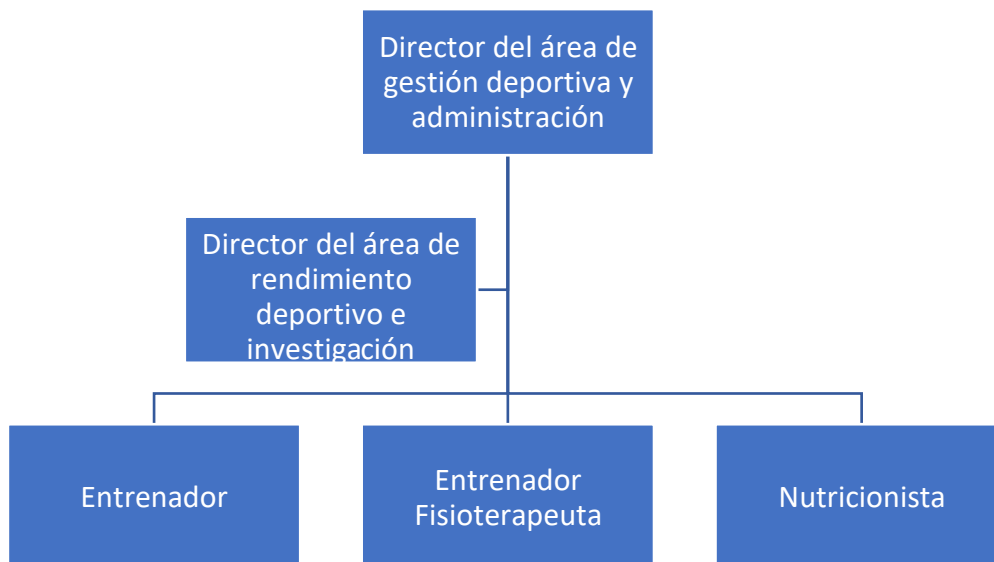 Director del área de
gestión deportiva y
administración
Director del área de
rendimiento
deportivo e
investigación
Entrenador
Entrenador
Fisioterapeuta
Nutricionista